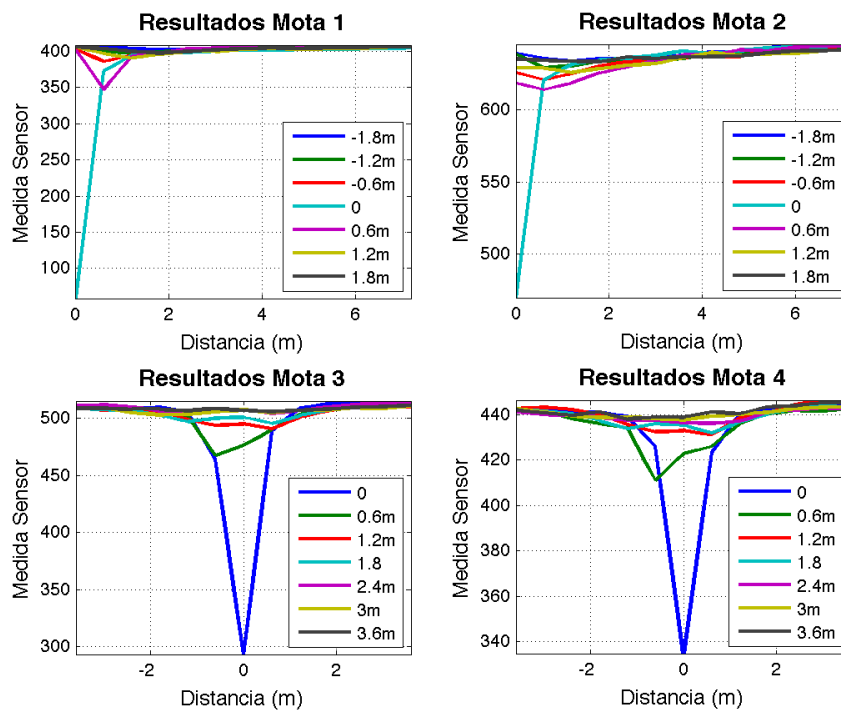 Resultados Mota 1
Medida Sensor
400
350
300
250
200
150
100
0
2
4
6
Distancia (m)
-1.8m
-1.2m
-0.6m
0
0.6m
1.2m
1.8m
Resultados Mota 2
Medida Sensor
600
550
500
0
2
4
6
Distancia (m)
-1.8m
-1.2m
-0.6m
0
0.6m
1.2m
1.8m
Resultados Mota 3
Medida Sensor
500
450
400
350
300
-2
0
2
Distancia (m)
0
0.6m
1.2m
1.8
2.4m
3m
3.6m
Resultados Mota 4
Medida Sensor
440
420
400
380
360
340
-2
0
2
Distancia (m)
0
0.6m
1.2m
1.8
2.4m
3m
3.6m